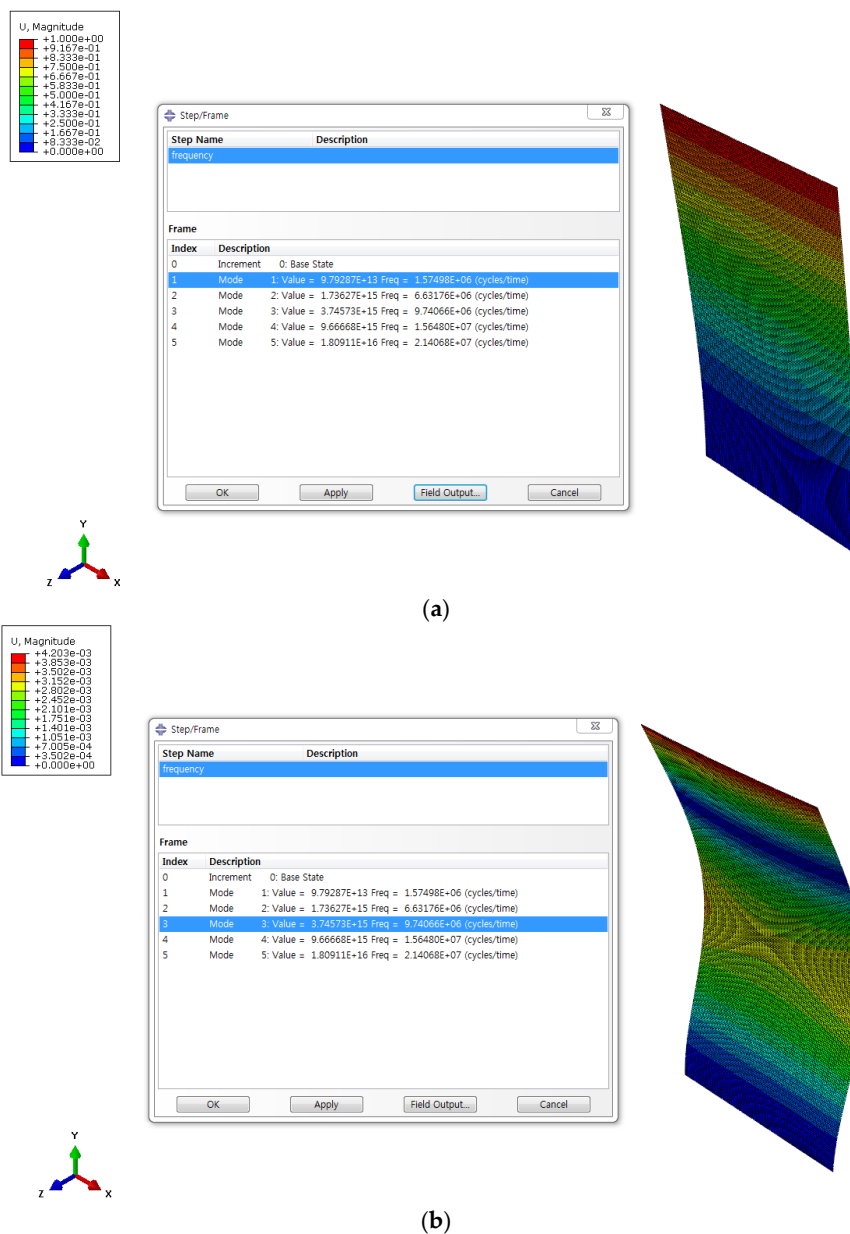 U, Magnitude
+1.000e+00
+9.167e-01
+8.333e-01
+7.500e-01
+6.667e-01
+5.833e-01
+5.000e-01
+4.167e-01
+3.333e-01
+2.500e-01
+1.667e-01
+8.333e-02
+0.000e+00
Step/Frame
Step Name Description
frequency
Frame
Index Description
0 Increment 0: Base State
1 Mode 1: Value = 9.79287E+13 Freq = 1.57498E+06 (cycles/time)
2 Mode 2: Value = 1.73627E+15 Freq = 6.63176E+06 (cycles/time)
3 Mode 3: Value = 3.74573E+15 Freq = 9.74066E+06 (cycles/time)
4 Mode 4: Value = 9.66668E+15 Freq = 1.56480E+07 (cycles/time)
5 Mode 5: Value = 1.80911E+16 Freq = 2.14068E+07 (cycles/time)
OK Apply Field Output... Cancel
Y
Z X
(a)
U, Magnitude
+4.203e-03
+3.853e-03
+3.502e-03
+3.152e-03
+2.802e-03
+2.452e-03
+2.101e-03
+1.751e-03
+1.401e-03
+1.051e-03
+7.005e-04
+3.502e-04
+0.000e+00
Step/Frame
Step Name Description
frequency
Frame
Index Description
0 Increment 0: Base State
1 Mode 1: Value = 9.79287E+13 Freq = 1.57498E+06 (cycles/time)
2 Mode 2: Value = 1.73627E+15 Freq = 6.63176E+06 (cycles/time)
3 Mode 3: Value = 3.74573E+15 Freq = 9.74066E+06 (cycles/time)
4 Mode 4: Value = 9.66668E+15 Freq = 1.56480E+07 (cycles/time)
5 Mode 5: Value = 1.80911E+16 Freq = 2.14068E+07 (cycles/time)
OK Apply Field Output... Cancel
Y
Z X
(b)